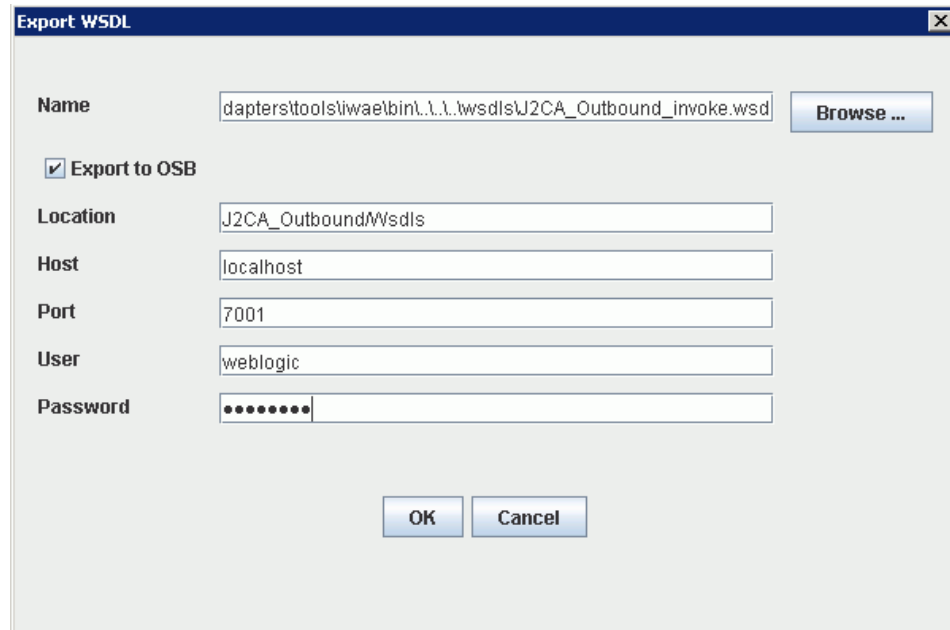 Export WSDL
Name dapters\tools\iwae\bin\..\..\..\wsdls\J2CA_Outbound_invoke.wsd Browse ...
Export to OSB
Location J2CA_Outbound/Wsdls
Host localhost
Port 7001
User weblogic
Password ••••••••
OK Cancel